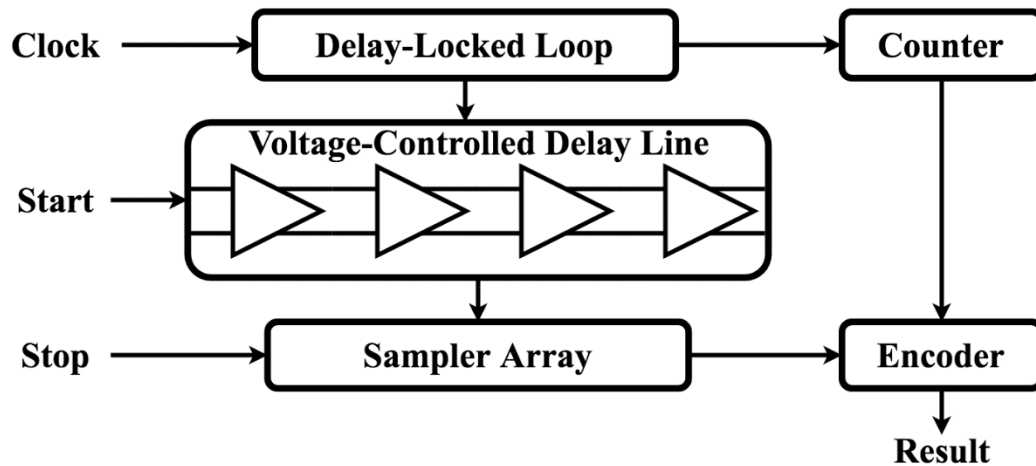 Clock
Delay-Locked Loop
Counter
Voltage-Controlled Delay Line
Start
Stop
Sampler Array
Encoder
Result